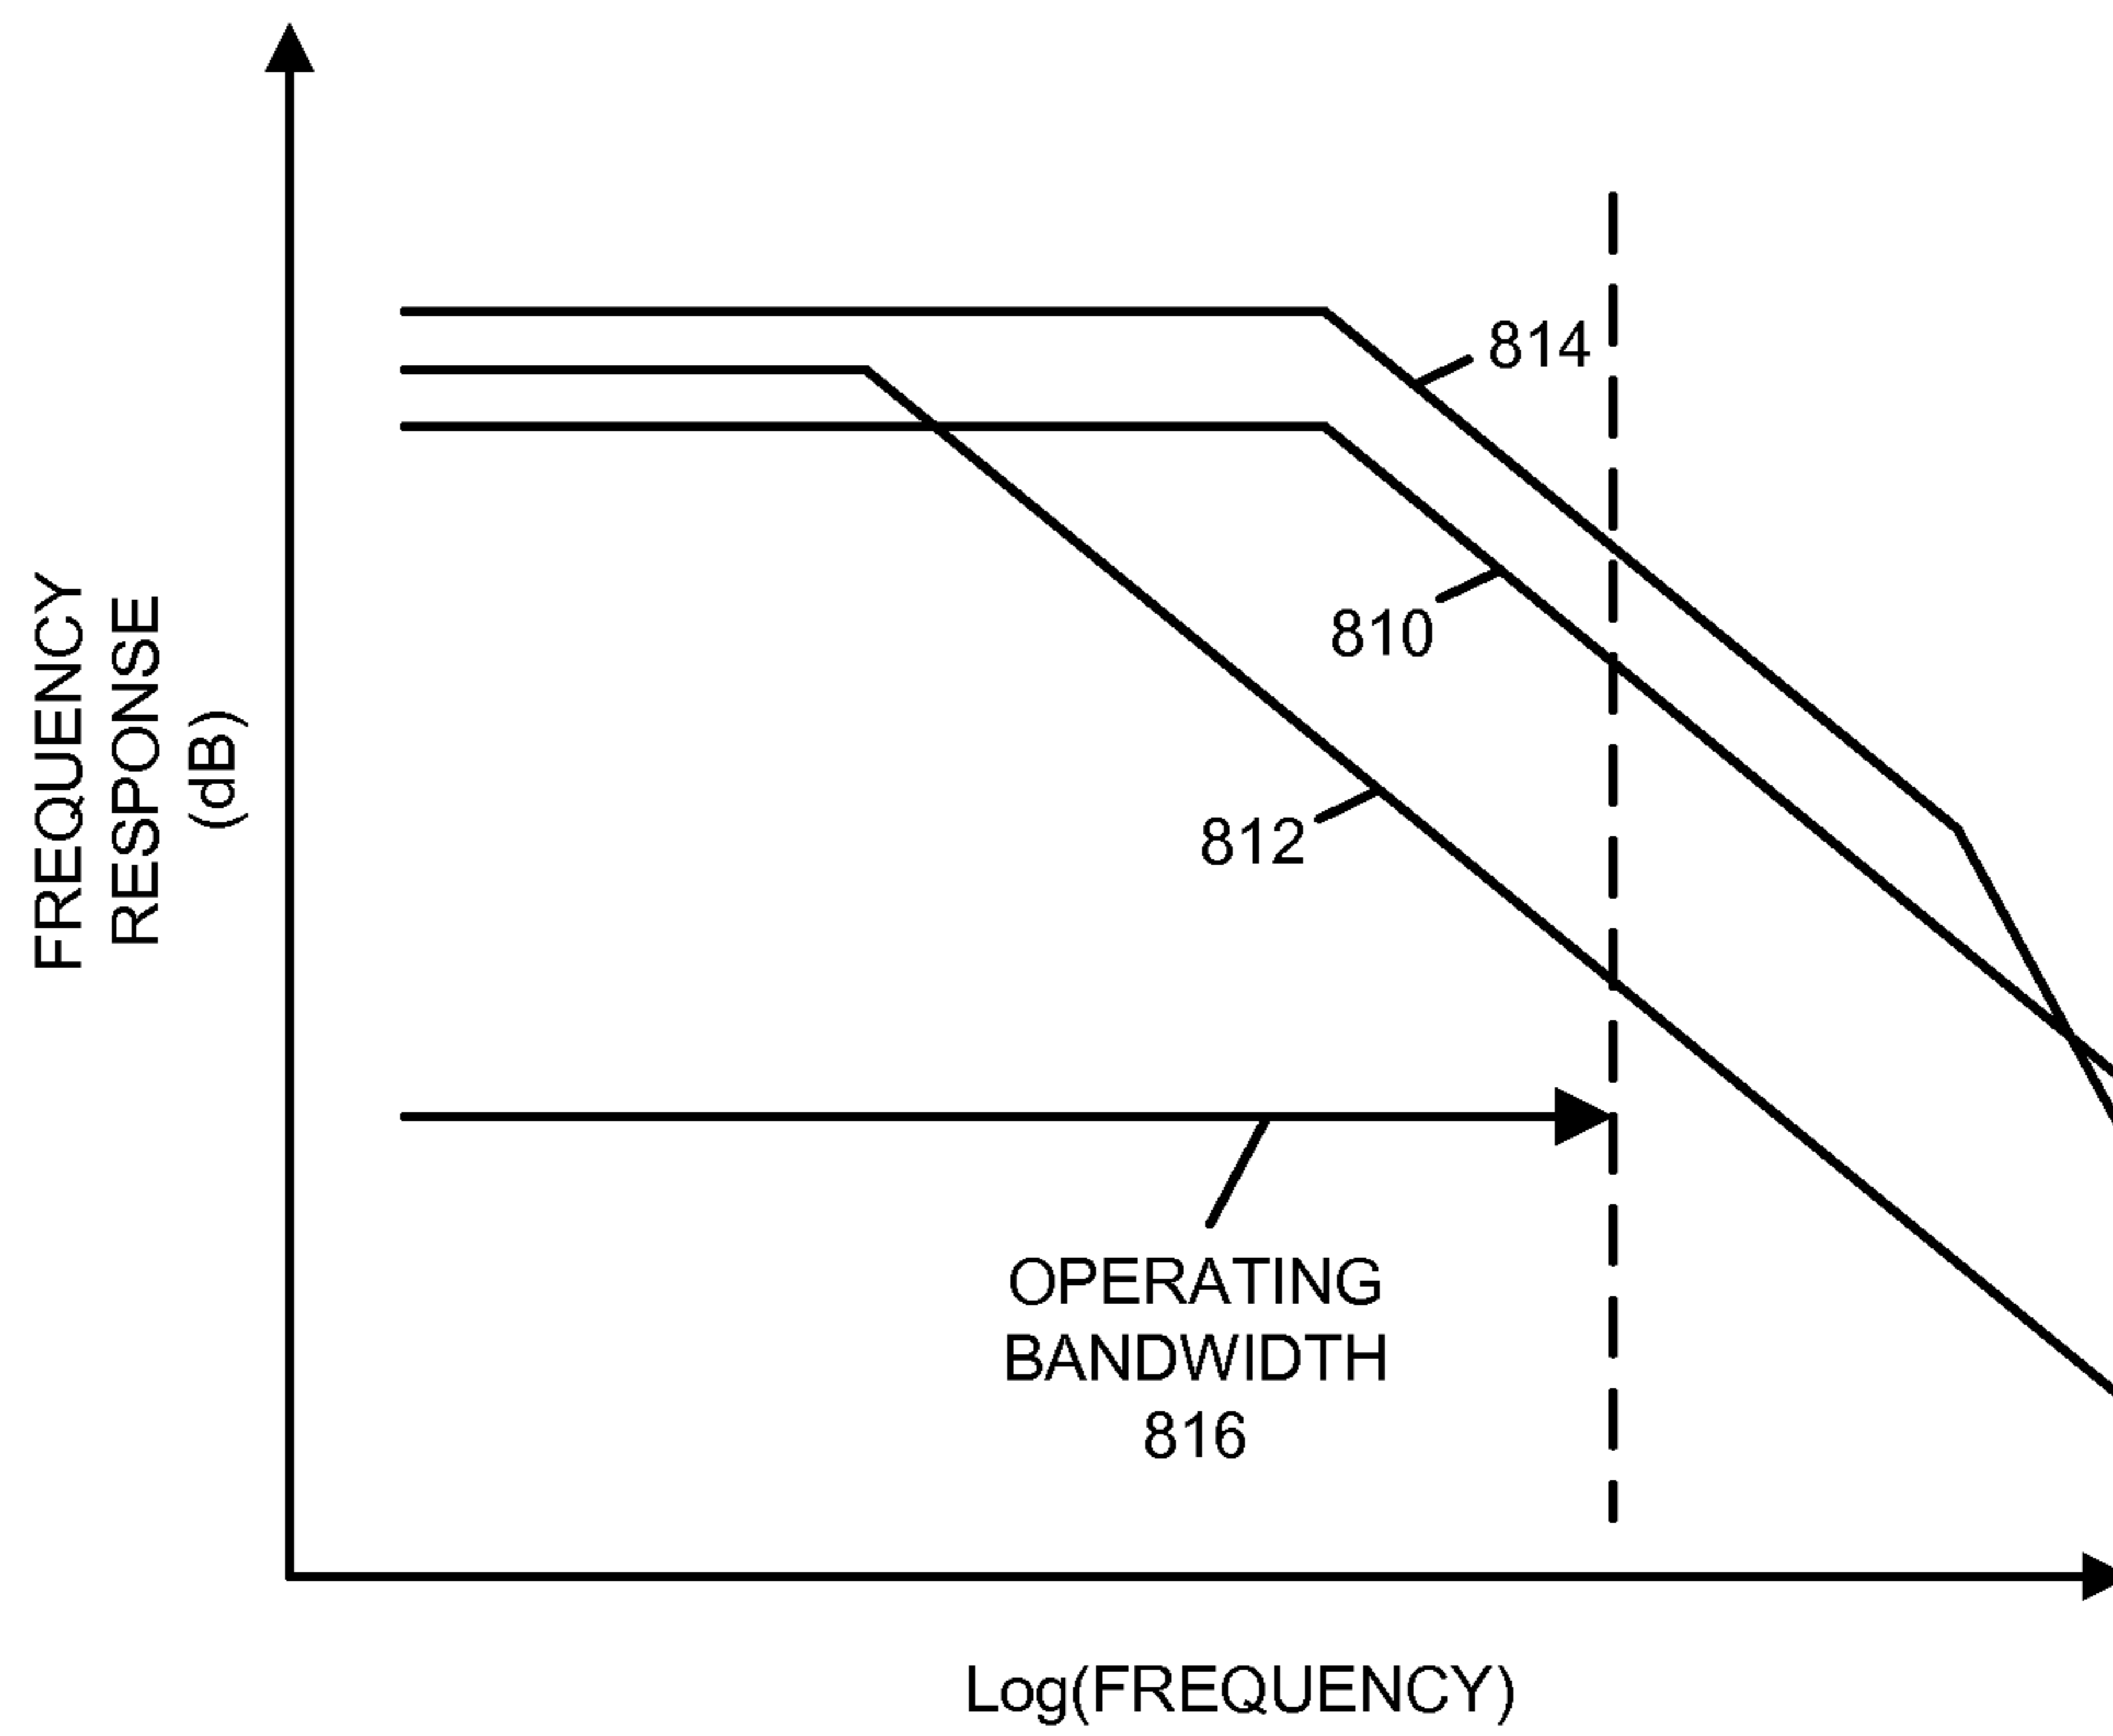 FREQUENCY
RESPONSE
(dB)
814
810
812
OPERATING
BANDWIDTH
816
Log(FREQUENCY)